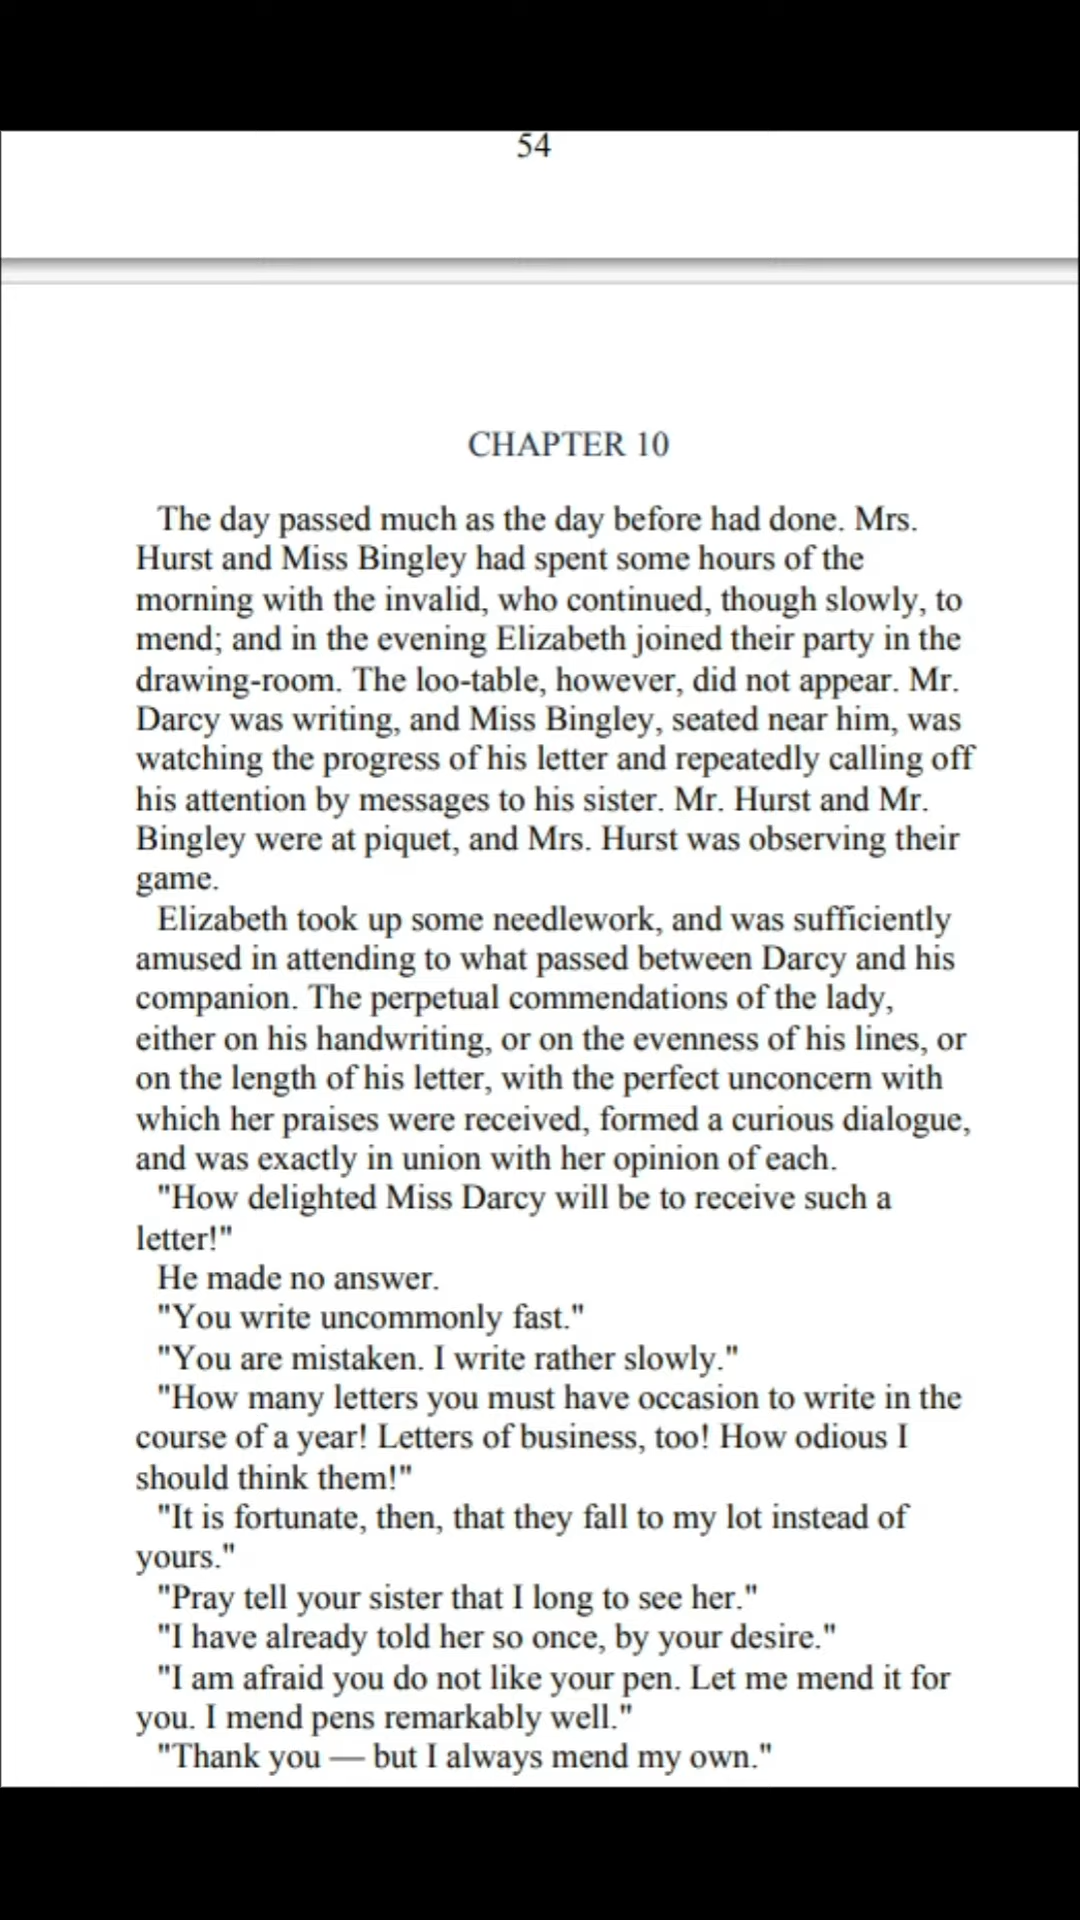 54
CHAPTER 10
The day passed much as the day before had done. Mrs.
Hurst and Miss Bingley had spent some hours of the
morning with the invalid, who continued, though slowly, to
mend; and in the evening Elizabeth joined their party in the
drawing-room. The loo-table, however, did not appear. Mr.
Darcy was writing, and Miss Bingley, seated near him, was
watching the progress of his letter and repeatedly calling off
his attention by messages to his sister. Mr. Hurst and Mr.
Bingley were at piquet, and Mrs. Hurst was observing their
game.
Elizabeth took up some needlework, and was sufficiently
amused in attending to what passed between Darcy and his
companion. The perpetual commendations of the lady,
either on his handwriting, or on the evenness of his lines, or
on the length of his letter, with the perfect unconcern with
which her praises were received, formed a curious dialogue,
and was exactly in union with her opinion of each.
"How delighted Miss Darcy will be to receive such a
letter!"
He made no answer.
"You write uncommonly fast."
"You are mistaken. I write rather slowly."
"How many letters you must have occasion to write in the
course of a year! Letters of business, too! How odious I
should think them!"
"It is fortunate, then, that they fall to my lot instead of
yours."
"Pray tell your sister that I long to see her."
"I have already told her so once, by your desire."
"I am afraid you do not like your pen. Let me mend it for
you. I mend pens remarkably well."
"Thank you — but I always mend my own."